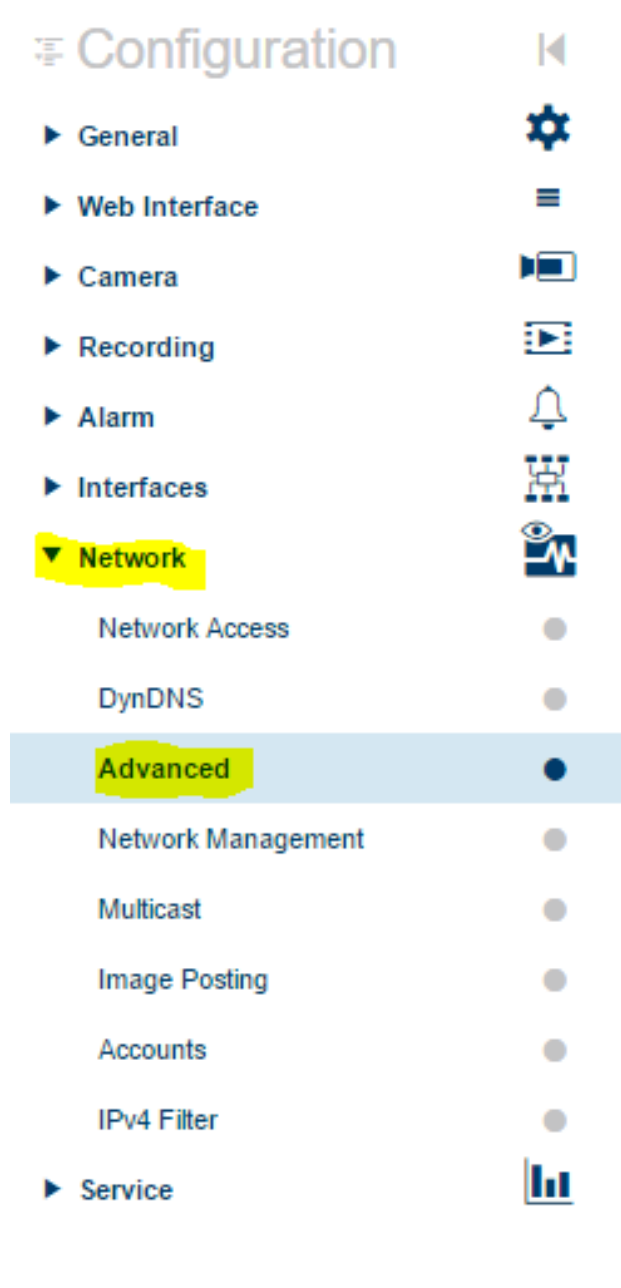 Configuration
General
Web Interface
Camera
Recording
Alarm
Interfaces
Network
Network Access
DynDNS
Advanced
Network Management
Multicast
Image Posting
Accounts
IPv4 Filter
Service